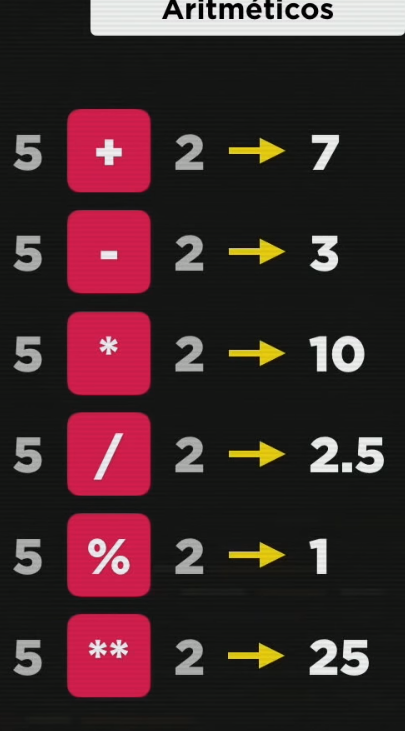 Aritméticos
5 + 2 → 7
5 - 2 → 3
5 * 2 → 10
5 / 2 → 2.5
5 % 2 → 1
5 ** 2 → 25